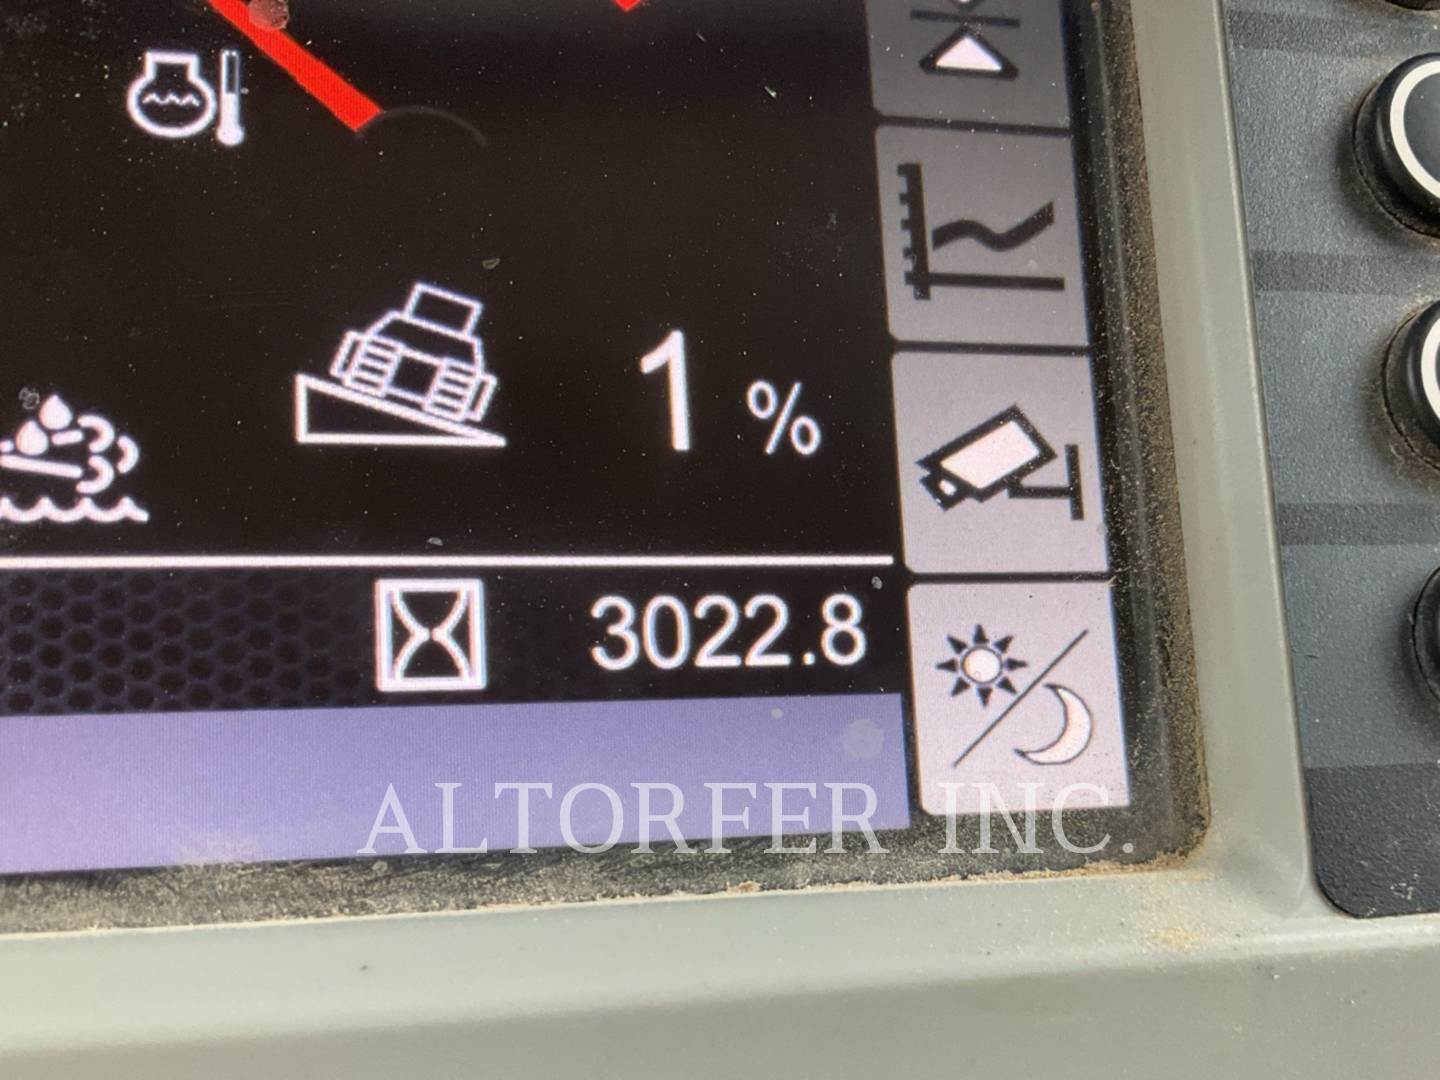 1 %
3022.8
ALTORFER INC.